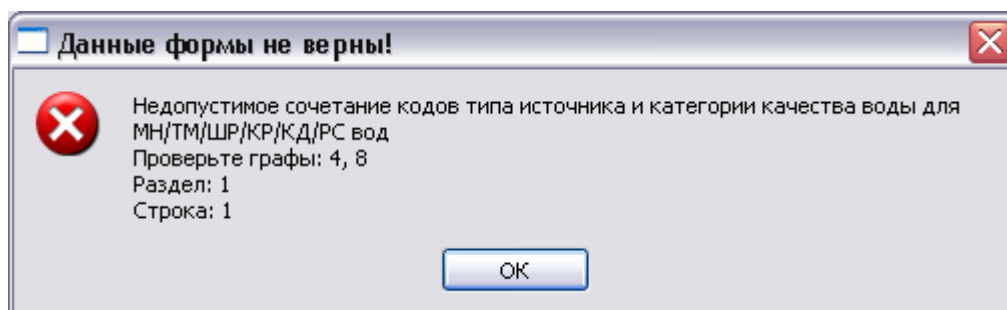 Данные формы не верны!
Недопустимое сочетание кодов типа источника и категории качества воды для
МН/ТМ/ШР/КР/КД/РС вод
Проверьте графы: 4, 8
Раздел: 1
Строка: 1
ОК